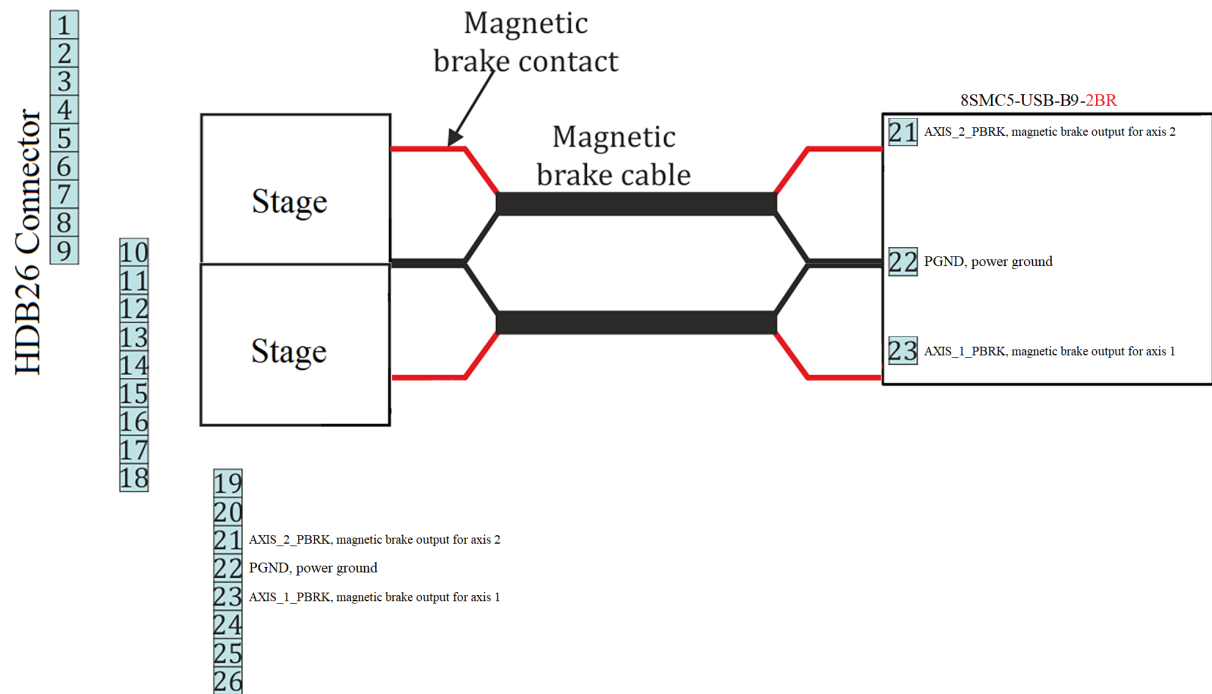 HDB26 Connector
1
2
3
4
5
6
7
8
9
10
11
12
13
14
15
16
17
18
Magnetic
brake contact
Magnetic
brake cable
Stage
Stage
8SMC5-USB-B9-2BR
21 AXIS_2_PBRK, magnetic brake output for axis 2
22 PGND, power ground
23 AXIS_1_PBRK, magnetic brake output for axis 1
19
20
21 AXIS_2_PBRK, magnetic brake output for axis 2
22 PGND, power ground
23 AXIS_1_PBRK, magnetic brake output for axis 1
24
25
26